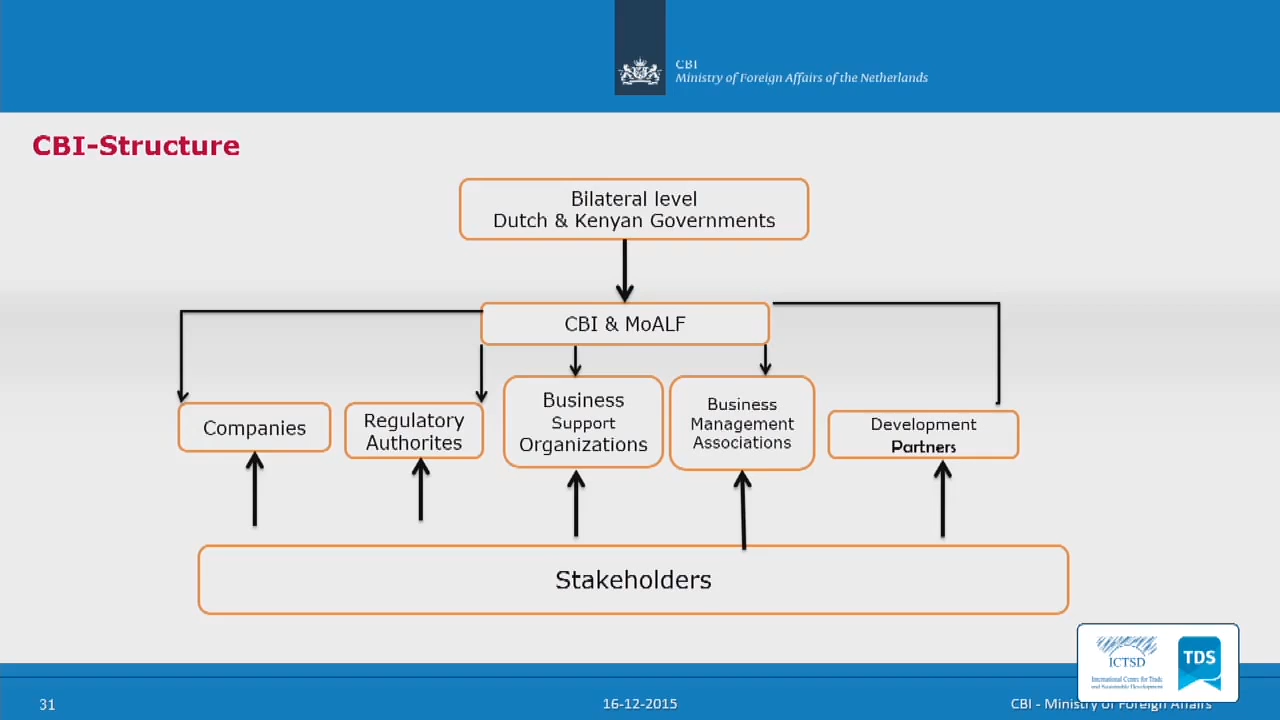 CBI
Ministry of Foreign Affairs of the Netherlands
CBI-Structure
Bilateral level
Dutch & Kenyan Governments
CBI & MoALF
Companies
Regulatory
Authorites
Business
Support
Organizations
Business
Management
Associations
Development
Partners
Stakeholders
ICTSD
International Centre for Trade
and Sustainable Development
TDS
31
16-12-2015
CBI - Ministry of Foreign Affairs